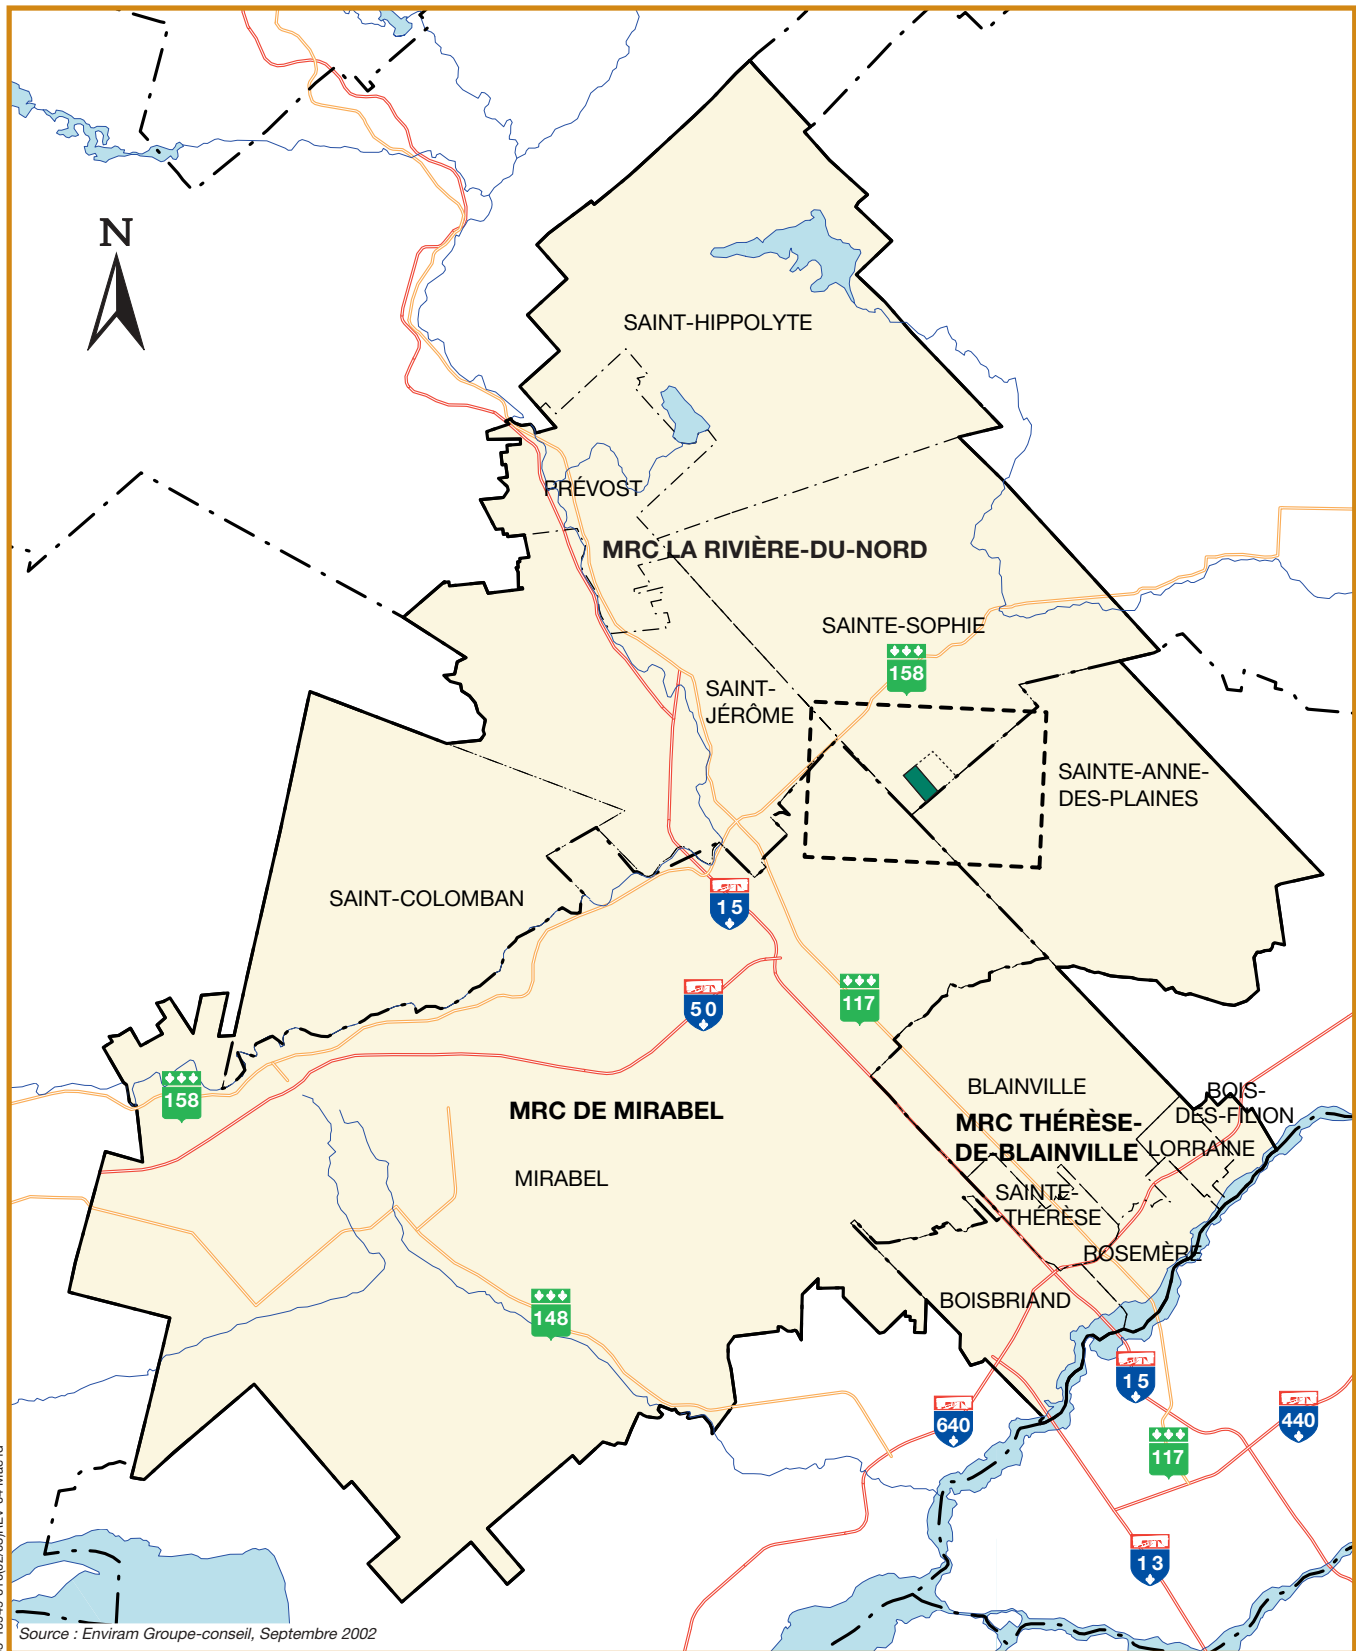 N
SAINT-HIPPOLYTE
PRÉVOST
MRC LA RIVIÈRE-DU-NORD
SAINTE-SOPHIE
158
SAINT-
JÉRÔME
SAINTE-ANNE-
DES-PLAINES
SAINT-COLOMBAN
15
50
117
158
BLAINVILLE
BOIS-
DES-FILION
MRC THÉRÈSE-
DE-BLAINVILLE
LORRAINE
MRC DE MIRABEL
MIRABEL
SAINTE-
THÉRÈSE
ROSEMÈRE
BOISBRIAND
148
15
640
440
117
13
Source : Enviram Groupe-conseil, Septembre 2002